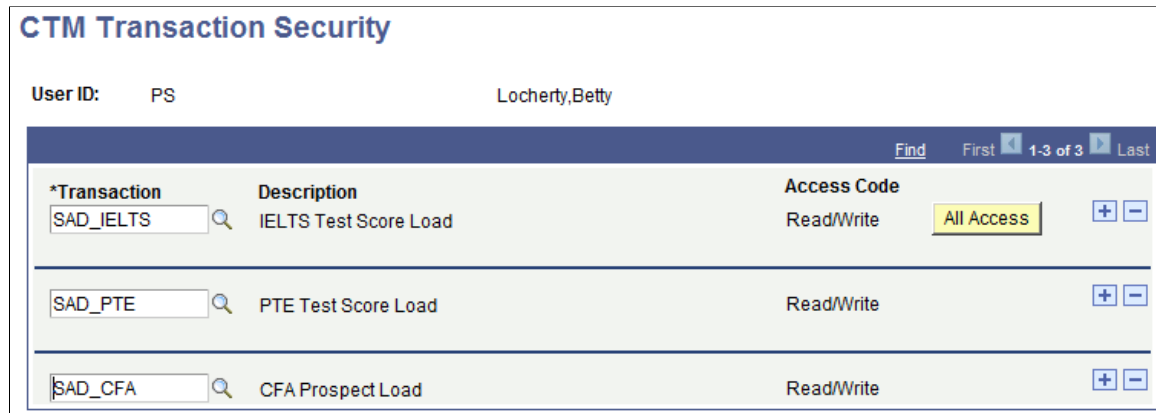 CTM Transaction Security
User ID: PS Locherty,Betty
Find First 1-3 of 3 Last
*Transaction Description Access Code
SAD_IELTS IELTS Test Score Load Read/Write All Access
SAD_PTE PTE Test Score Load Read/Write
SAD_CFA CFA Prospect Load Read/Write